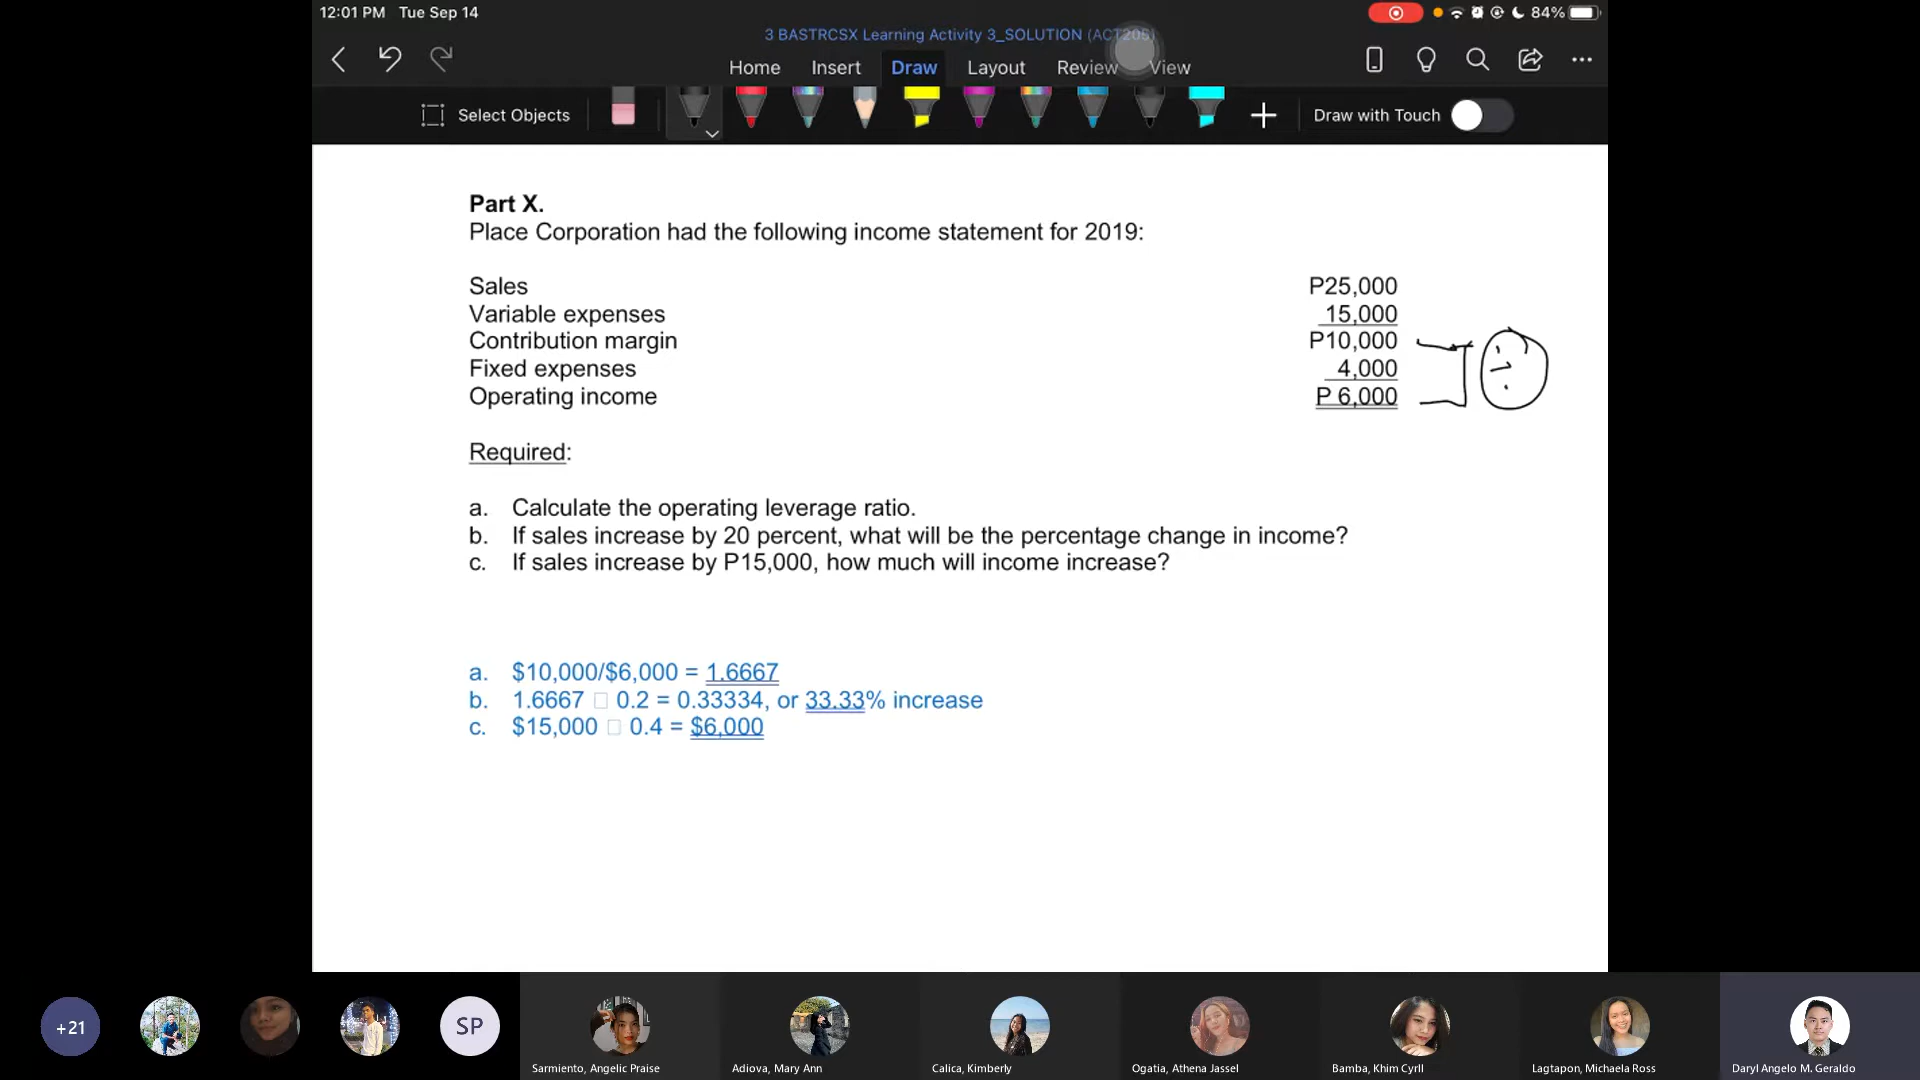 12:01 PM Tue Sep 14
84%
3 BASTRCSX Learning Activity 3_SOLUTION (ACT205)
Home Insert Draw Layout Review View
Select Objects
Draw with Touch
Part X.
Place Corporation had the following income statement for 2019:
Sales P25,000
Variable expenses 15,000
Contribution margin P10,000
Fixed expenses 4,000
Operating income P 6,000
÷
Required:
a. Calculate the operating leverage ratio.
b. If sales increase by 20 percent, what will be the percentage change in income?
c. If sales increase by P15,000, how much will income increase?
a. $10,000/$6,000 = 1.6667
b. 1.6667 □ 0.2 = 0.33334, or 33.33% increase
c. $15,000 □ 0.4 = $6,000
+21
SP
Sarmiento, Angelic Praise
Adiova, Mary Ann
Calica, Kimberly
Ogatia, Athena Jassel
Bamba, Khim Cyrll
Lagtapon, Michaela Ross
Daryl Angelo M. Geraldo